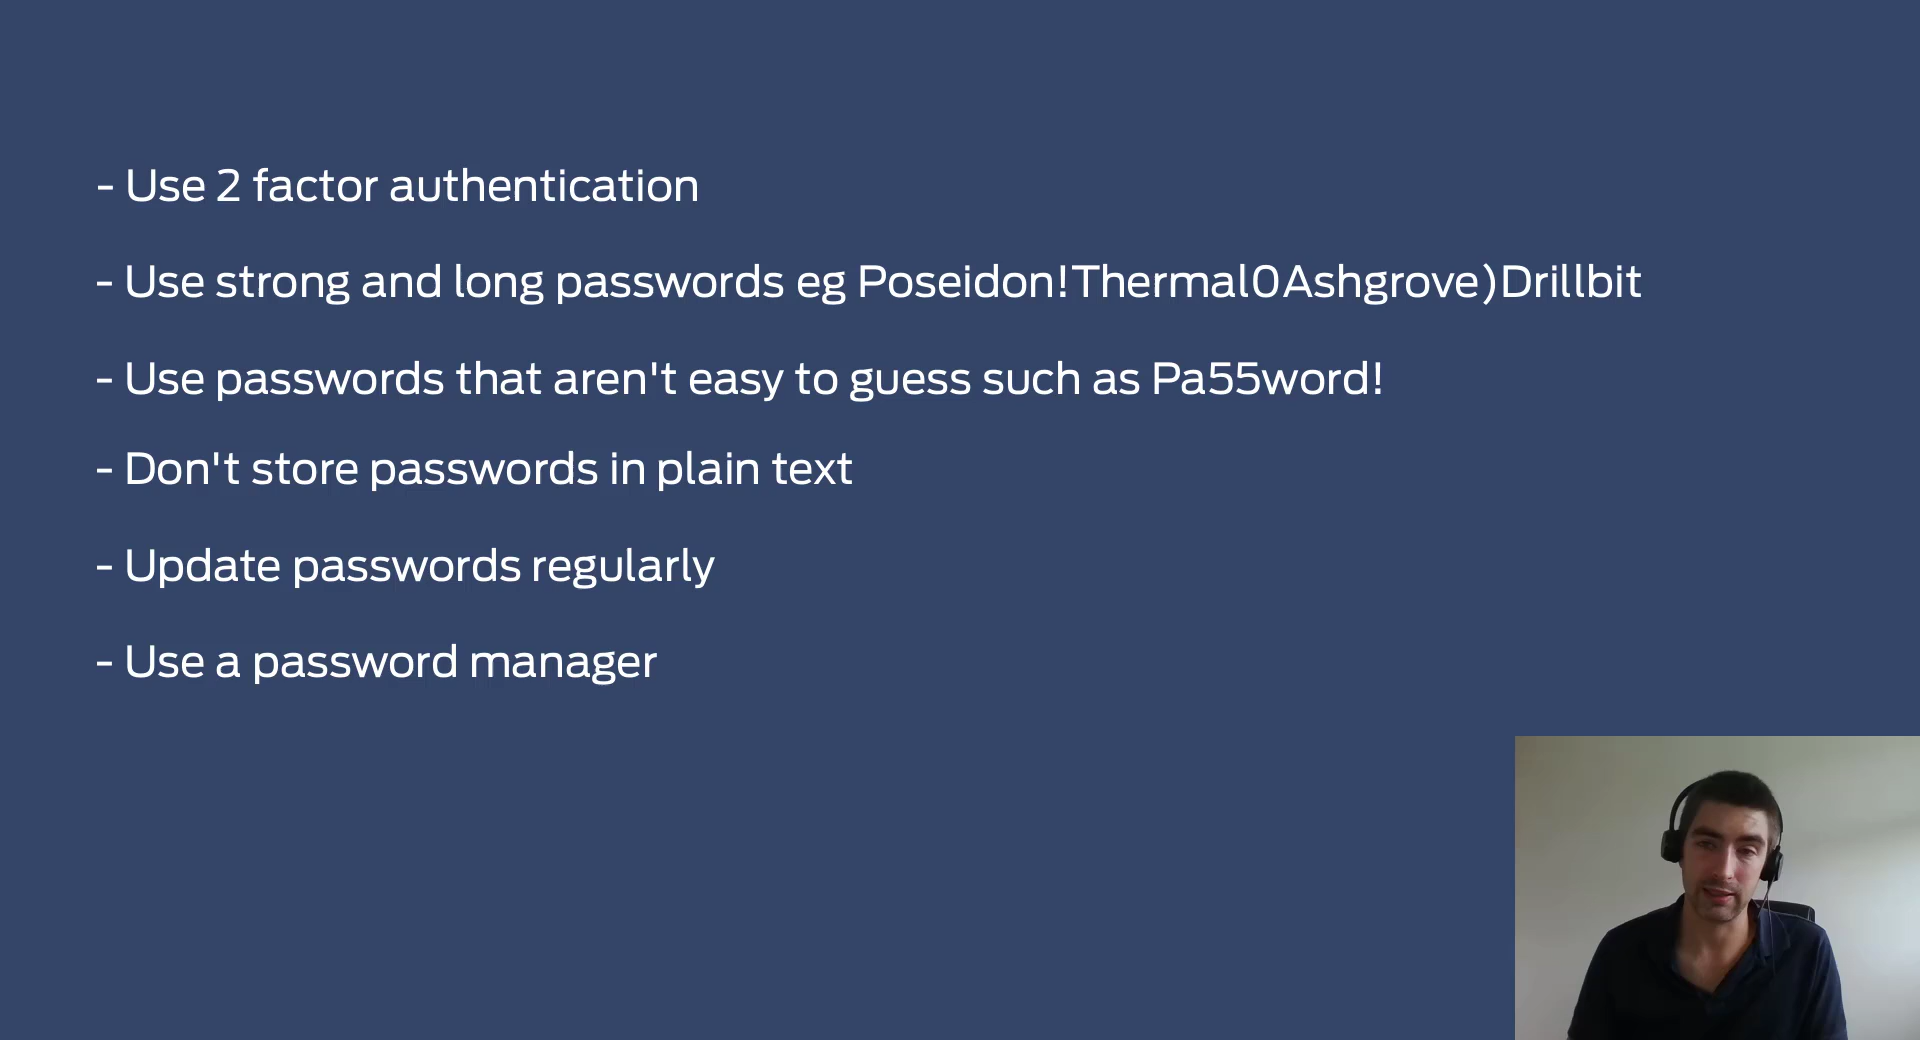 - Use 2 factor authentication
- Use strong and long passwords eg Poseidon!Thermal0Ashgrove)Drillbit
- Use passwords that aren't easy to guess such as Pa55word!
- Don't store passwords in plain text
- Update passwords regularly
- Use a password manager